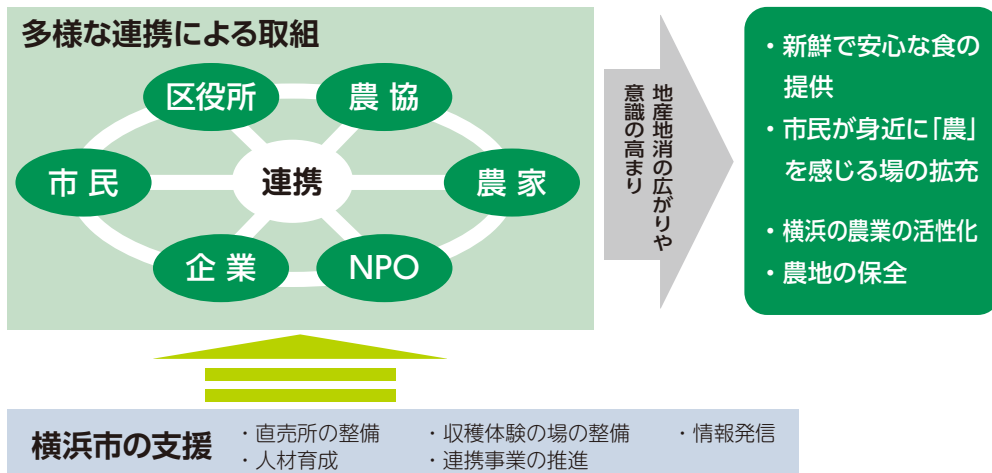 多様な連携による取組
区役所
農協
市民
連携
農家
企業
NPO
地産地消の広がりや
意識の高まり
・新鮮で安心な食の
提供
・市民が身近に「農」
を感じる場の拡充
・横浜の農業の活性化
・農地の保全
横浜市の支援
・直売所の整備
・収穫体験の場の整備
・情報発信
・人材育成
・連携事業の推進